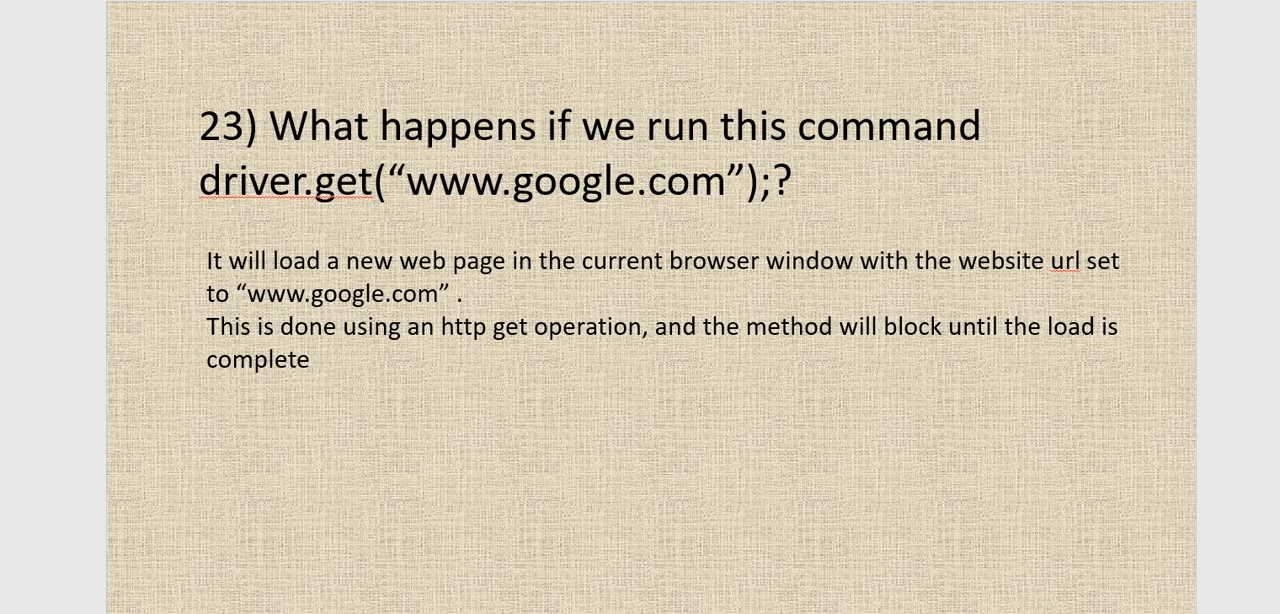 23) What happens if we run this command
driver.get(“www.google.com”);?
It will load a new web page in the current browser window with the website url set
to “www.google.com” .
This is done using an http get operation, and the method will block until the load is
complete